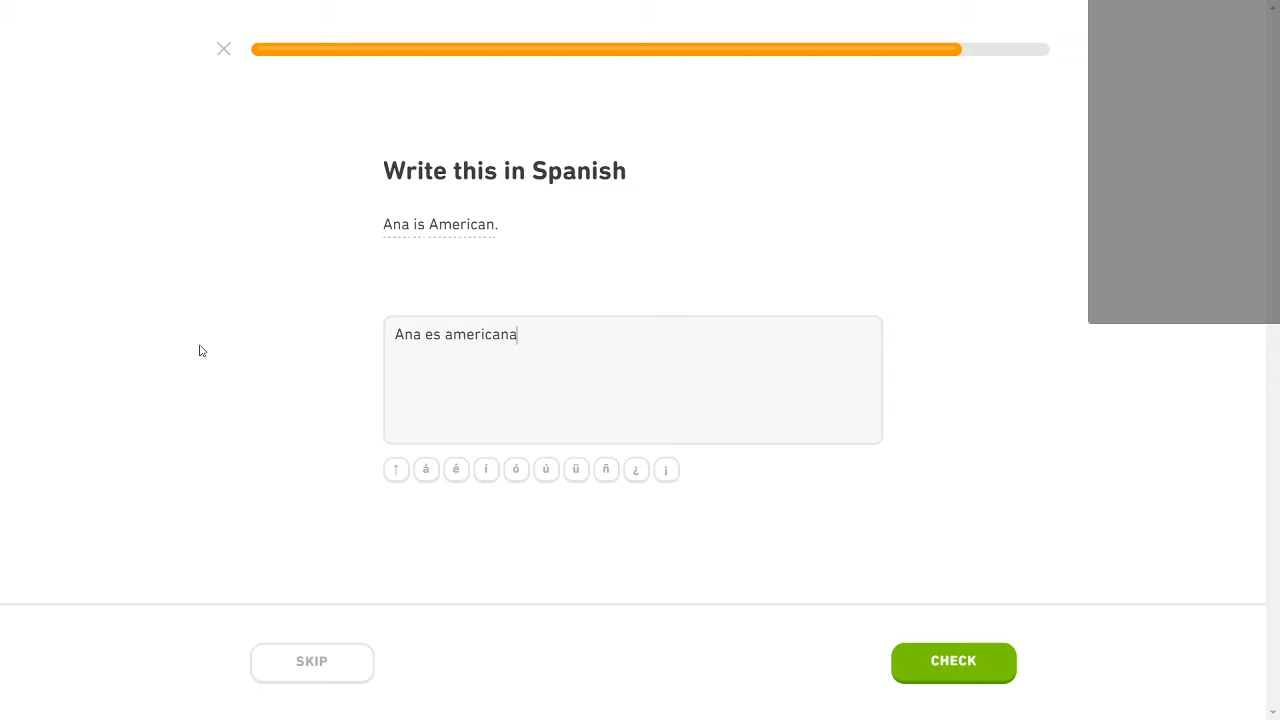 Write this in Spanish
Ana is American.
Ana es americana
↑ á é í ó ú ü ñ ¿ ¡
SKIP
CHECK